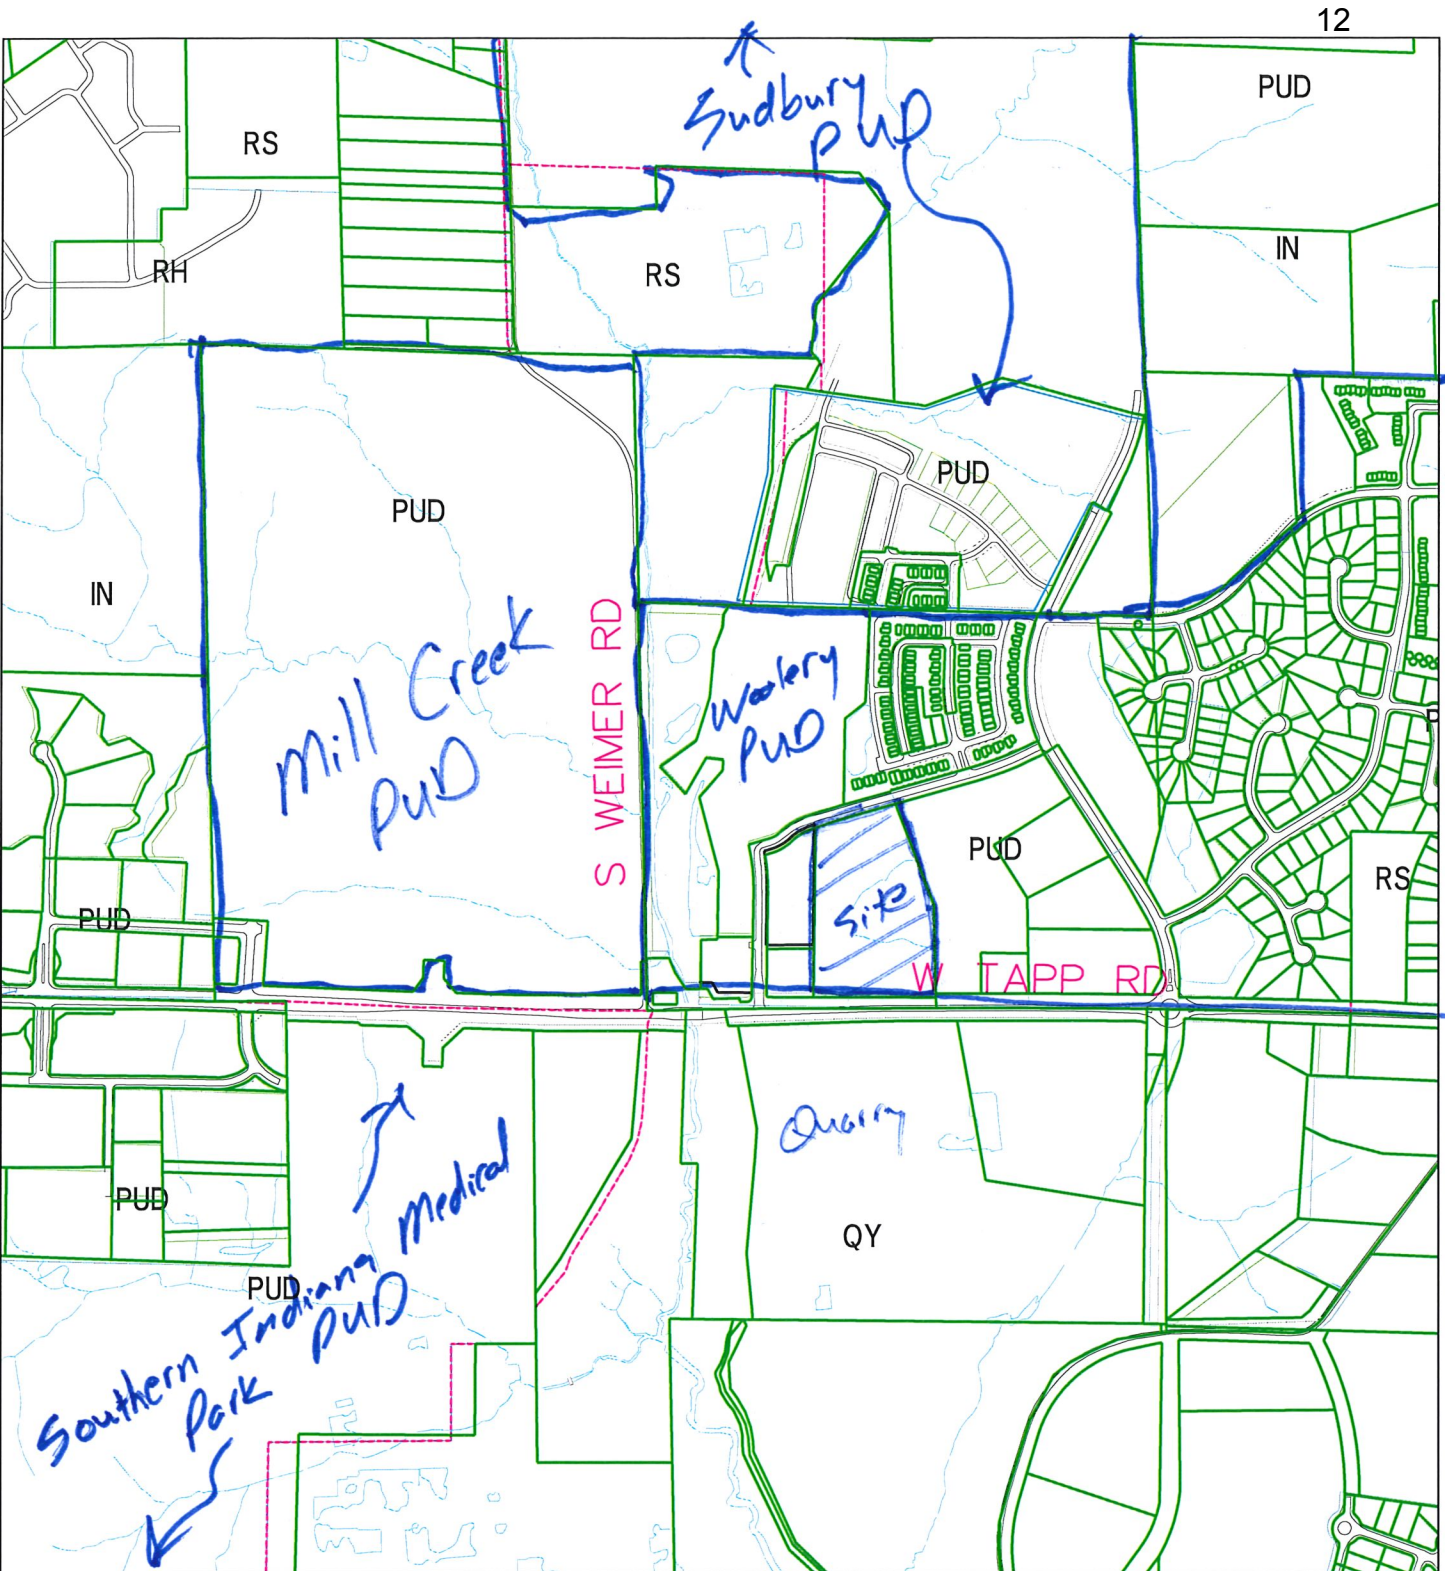 12
Sudbury
PUD
PUD
RS
IN
RH
RS
PUD
PUD
IN
S WEIMER RD
Mill Creek
PUD
Woolery
PUD
PUD
RS
PUD
Site
W TAPP RD
Quarry
PUD
QY
PUD
Southern Indiana Medical
Park PUD